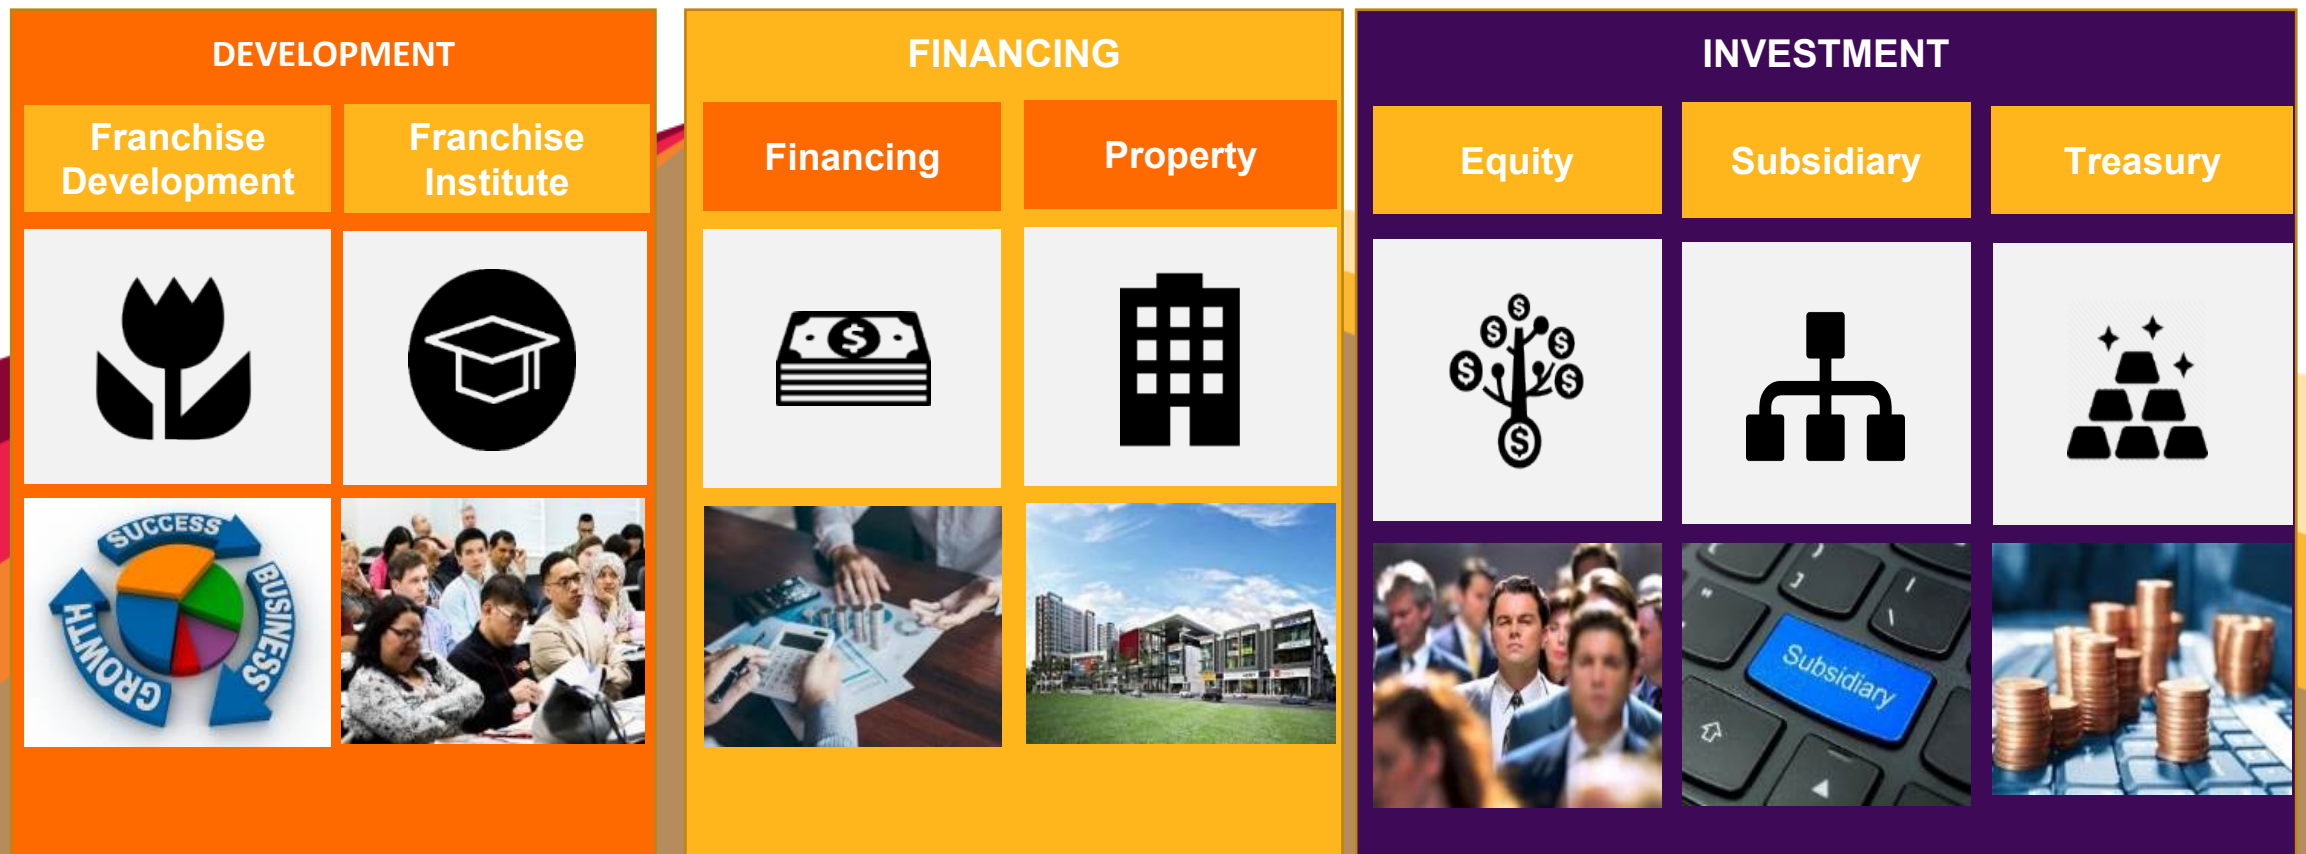 DEVELOPMENT
Franchise
Development
Franchise
Institute
SUCCESS
BUSINESS
GROWTH
FINANCING
Financing
Property
$
INVESTMENT
Equity
Subsidiary
Treasury
$
$
$
$
$
$
Subsidiary